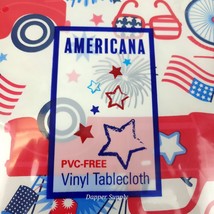 AMERICANA
PVC-FREE
Vinyl Tablecloth
Dapper Supply